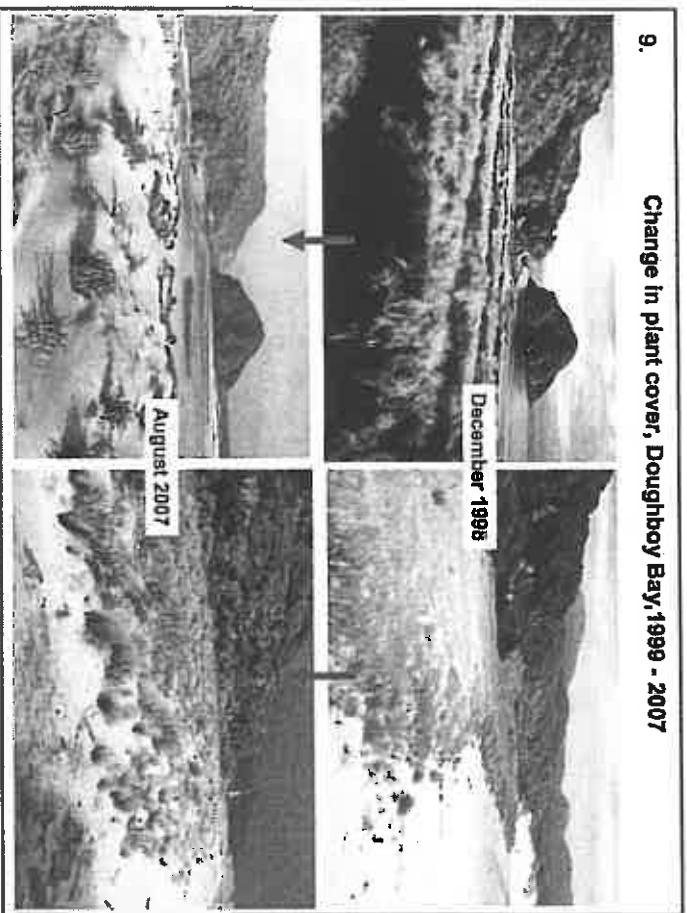 9. Change in plant cover, Doughboy Bay, 1999 - 2007
December 1998
August 2007